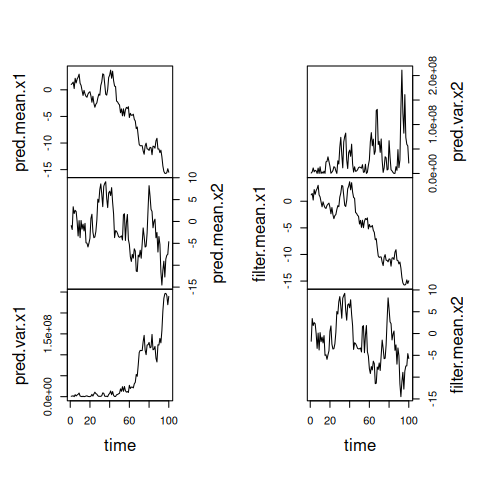 pred.mean.x1
0
-5
-10
-15
pred.mean.x2
10
5
0
-5
-15
pred.var.x1
1.5e+08
0.0e+00
0 20 60 100
time
pred.var.x2
2.0e+08
1.0e+08
0.0e+00
filter.mean.x1
0
-5
-10
-15
filter.mean.x2
10
5
0
-5
-15
0 20 60 100
time